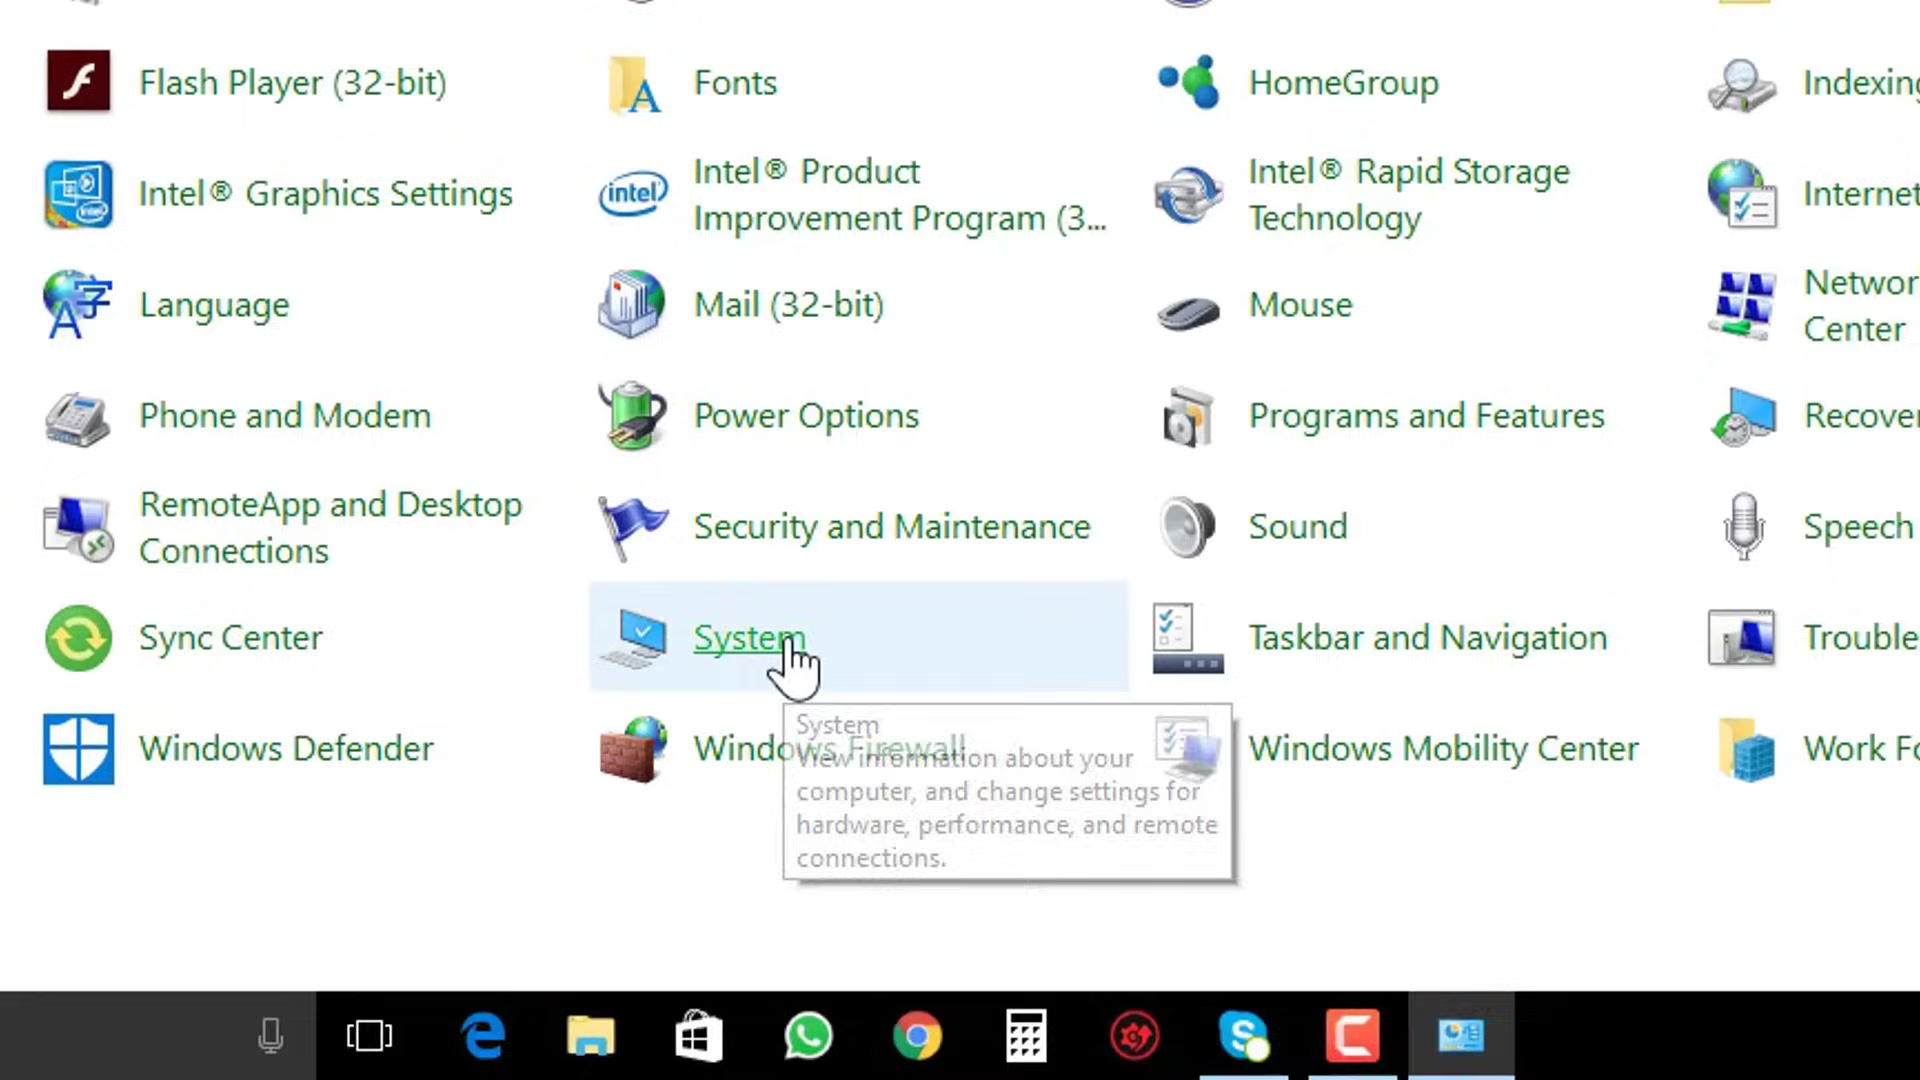 Flash Player (32-bit)
Fonts
HomeGroup
Indexing
Intel® Graphics Settings
Intel® Product
Improvement Program (3...
Intel® Rapid Storage
Technology
Internet
Language
Mail (32-bit)
Mouse
Networ
Center
Phone and Modem
Power Options
Programs and Features
Recover
RemoteApp and Desktop
Connections
Security and Maintenance
Sound
Speech
Sync Center
System
Taskbar and Navigation
Trouble
Windows Defender
Windows Firewall
Windows Mobility Center
Work Fo
System
View information about your
computer, and change settings for
hardware, performance, and remote
connections.